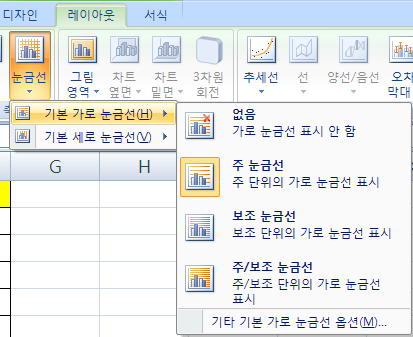 디자인 레이아웃 서식
눈금선 그림 영역 차트 옆면 차트 밑면 3차원 회전 추세선 선 양선/음선 오차 막대
기본 가로 눈금선(H)
기본 세로 눈금선(V)
G H
없음
가로 눈금선 표시 안 함
주 눈금선
주 단위의 가로 눈금선 표시
보조 눈금선
보조 단위의 가로 눈금선 표시
주/보조 눈금선
주/보조 단위의 가로 눈금선
표시
기타 기본 가로 눈금선 옵션(M)...